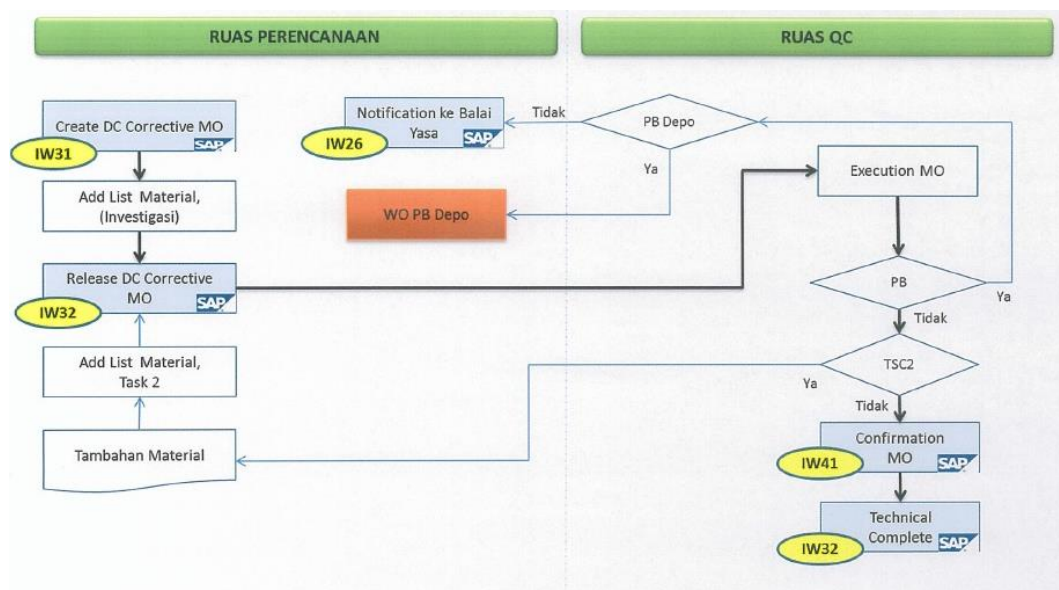 RUAS PERENCANAAN
RUAS QC
Create DC Corrective MO
SAP
IW31
Add List Material,
(Investigasi)
Release DC Corrective
MO
SAP
IW32
Add List Material,
Task 2
Tambahan Material
Notification ke Balai
Yasa
SAP
IW26
Tidak
PB Depo
Ya
WO PB Depo
Execution MO
PB
Ya
Tidak
TSC2
Ya
Tidak
Confirmation
MO
SAP
IW41
Technical
Complete
SAP
IW32